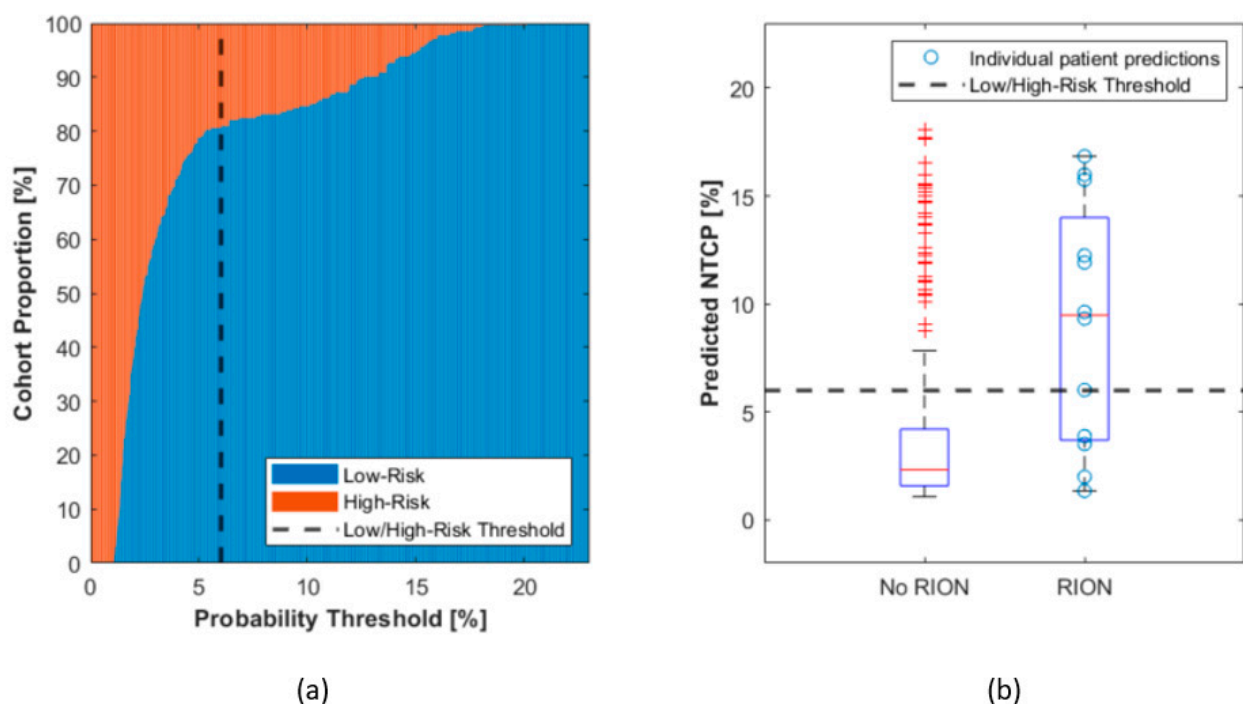 100
90
80
70
60
50
40
30
20
10
0
Cohort Proportion [%]
Low-Risk
High-Risk
Low/High-Risk Threshold
0 5 10 15 20
Probability Threshold [%]
(a)
Individual patient predictions
Low/High-Risk Threshold
20
15
10
5
0
Predicted NTCP [%]
No RION RION
(b)